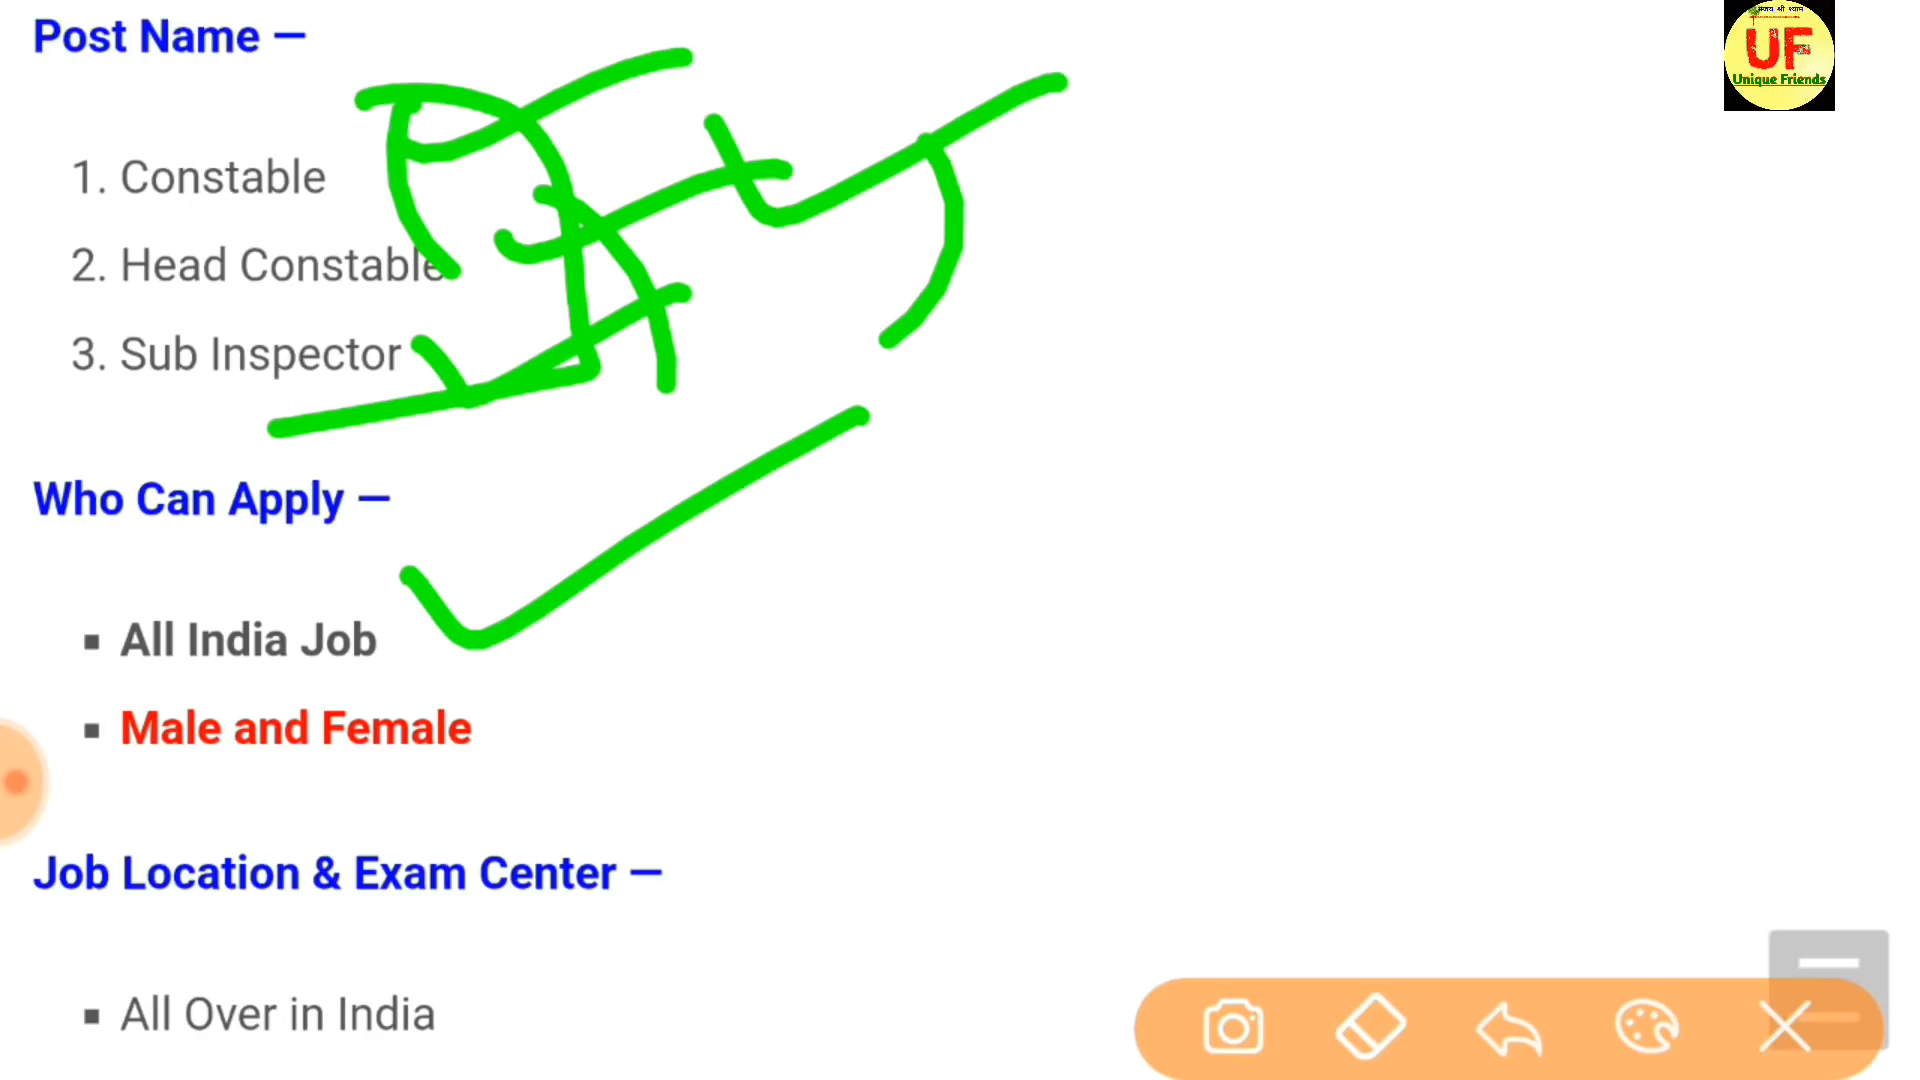 Post Name —
1. Constable
2. Head Constable
3. Sub Inspector
Who Can Apply —
▪ All India Job
▪ Male and Female
Job Location & Exam Center —
▪ All Over in India
UF
Unique Friends